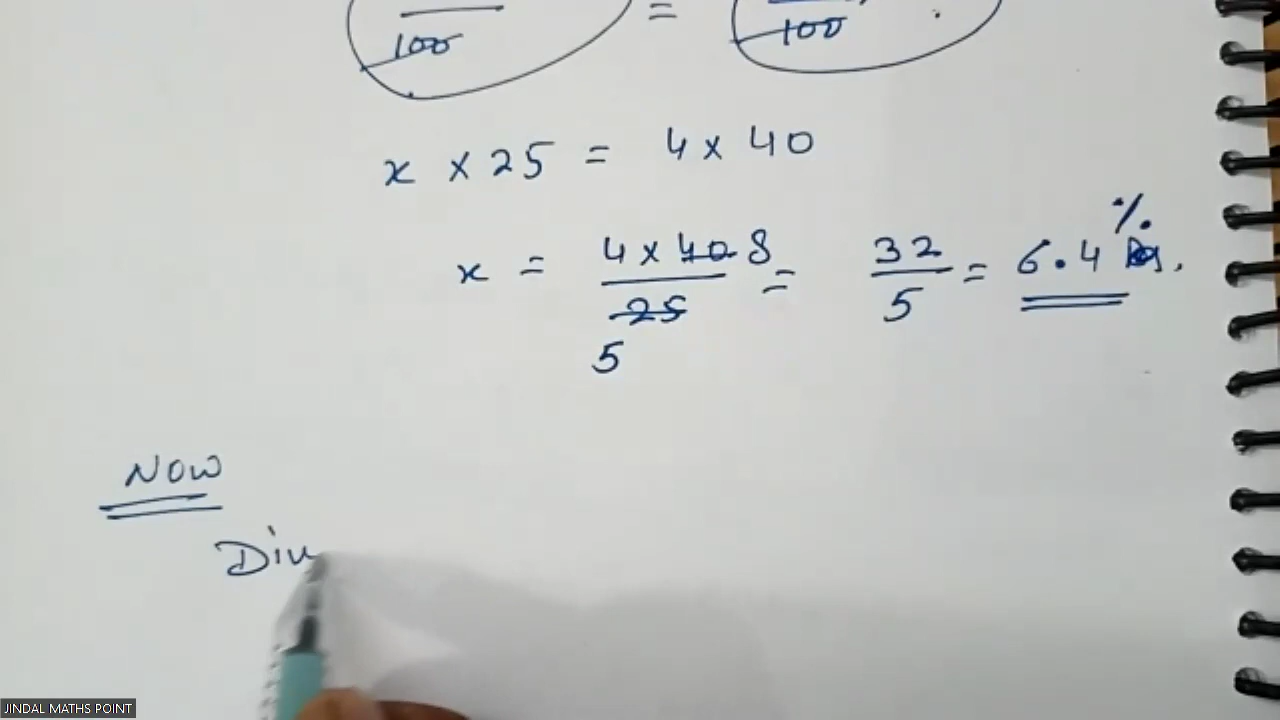 100 = 100
x × 25 = 4 × 40
x = 4 × 40 8 / 25 5 = 32 / 5 = 6.4 %
Now
Div
JINDAL MATHS POINT